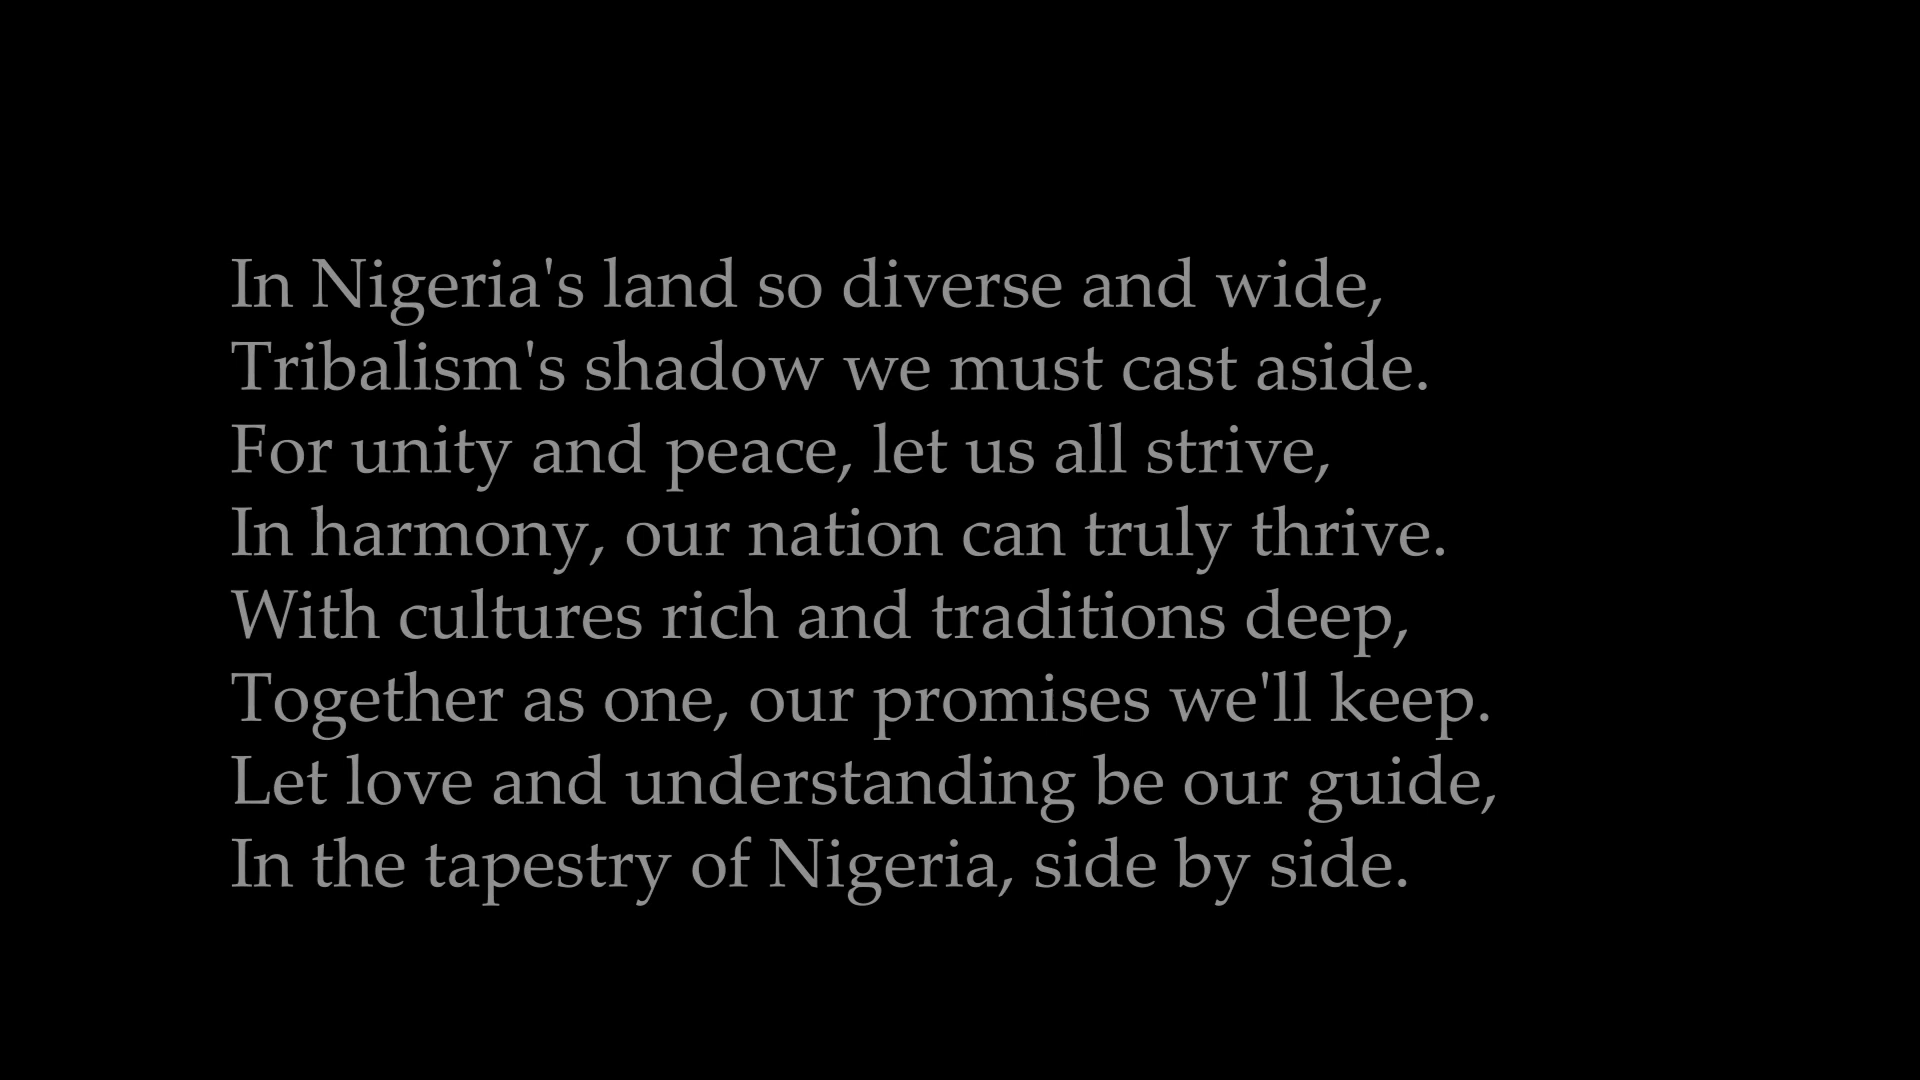 In Nigeria's land so diverse and wide,
Tribalism's shadow we must cast aside.
For unity and peace, let us all strive,
In harmony, our nation can truly thrive.
With cultures rich and traditions deep,
Together as one, our promises we'll keep.
Let love and understanding be our guide,
In the tapestry of Nigeria, side by side.